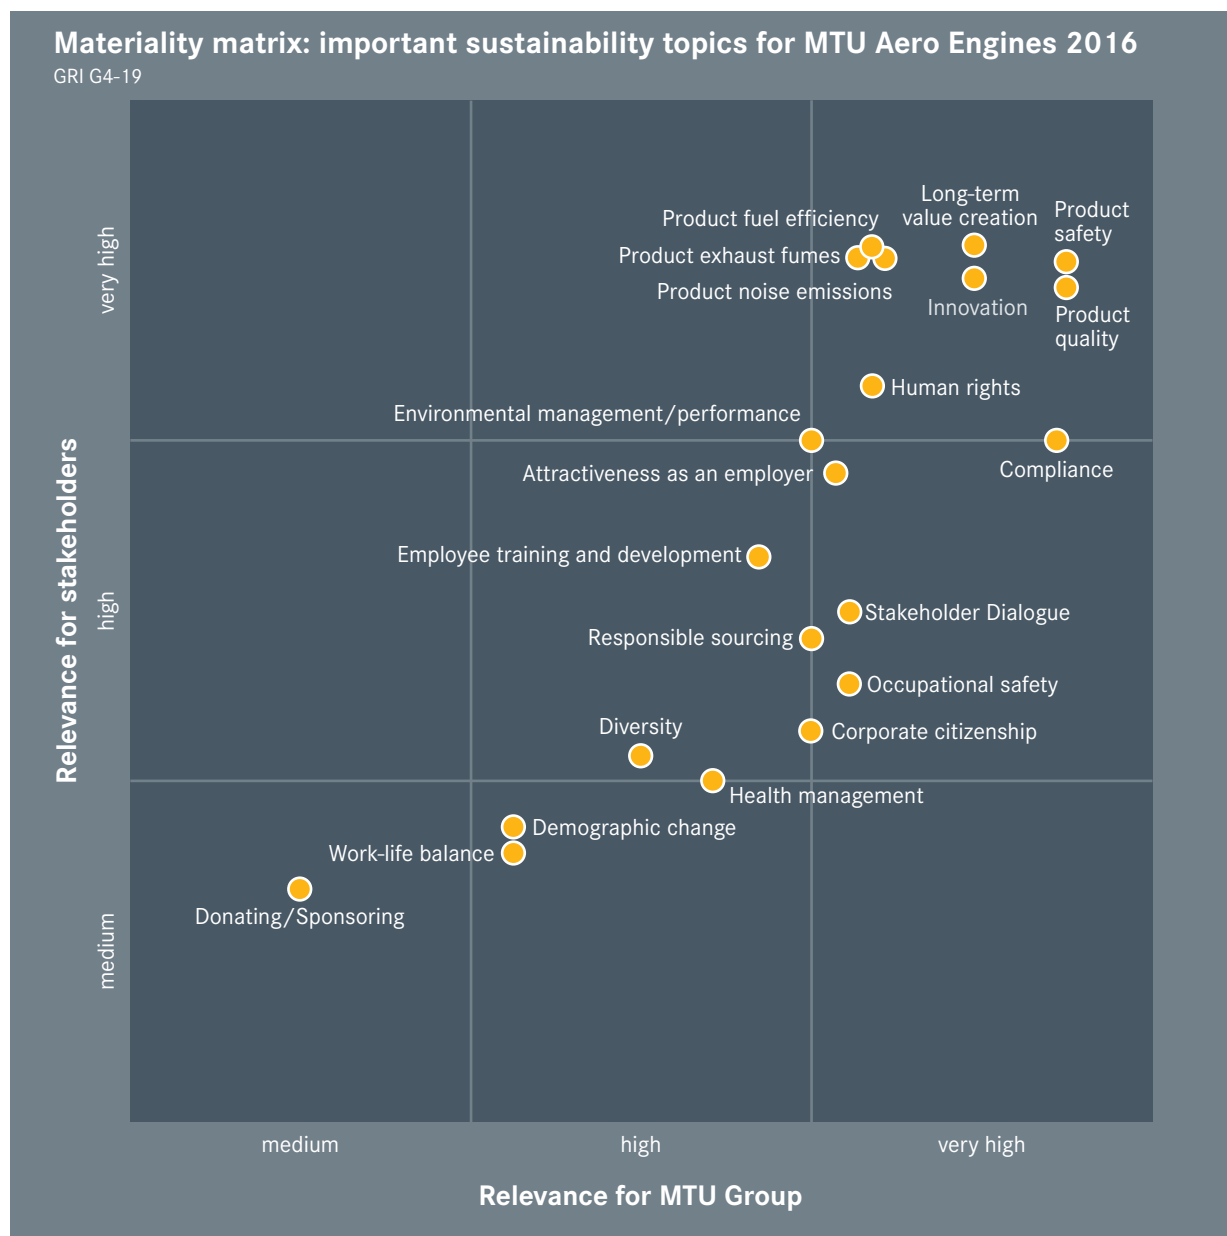 Materiality matrix: important sustainability topics for MTU Aero Engines 2016
GRI G4-19
Long-term
value creation
Product
safety
Product fuel efficiency
Product exhaust fumes
Product noise emissions
Innovation
Product
quality
Human rights
Environmental management/performance
Attractiveness as an employer
Compliance
Employee training and development
Stakeholder Dialogue
Responsible sourcing
Occupational safety
Diversity
Corporate citizenship
Health management
Demographic change
Work-life balance
Donating/Sponsoring
Relevance for stakeholders
very high
high
medium
medium
high
very high
Relevance for MTU Group